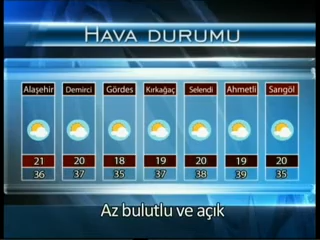 HAVA DURUMU
Alaşehir Demirci Gördes Kırkağaç Selendi Ahmetli Sarıgöl
21 20 18 19 20 19 20
36 37 35 37 38 39 35
Az bulutlu ve açık